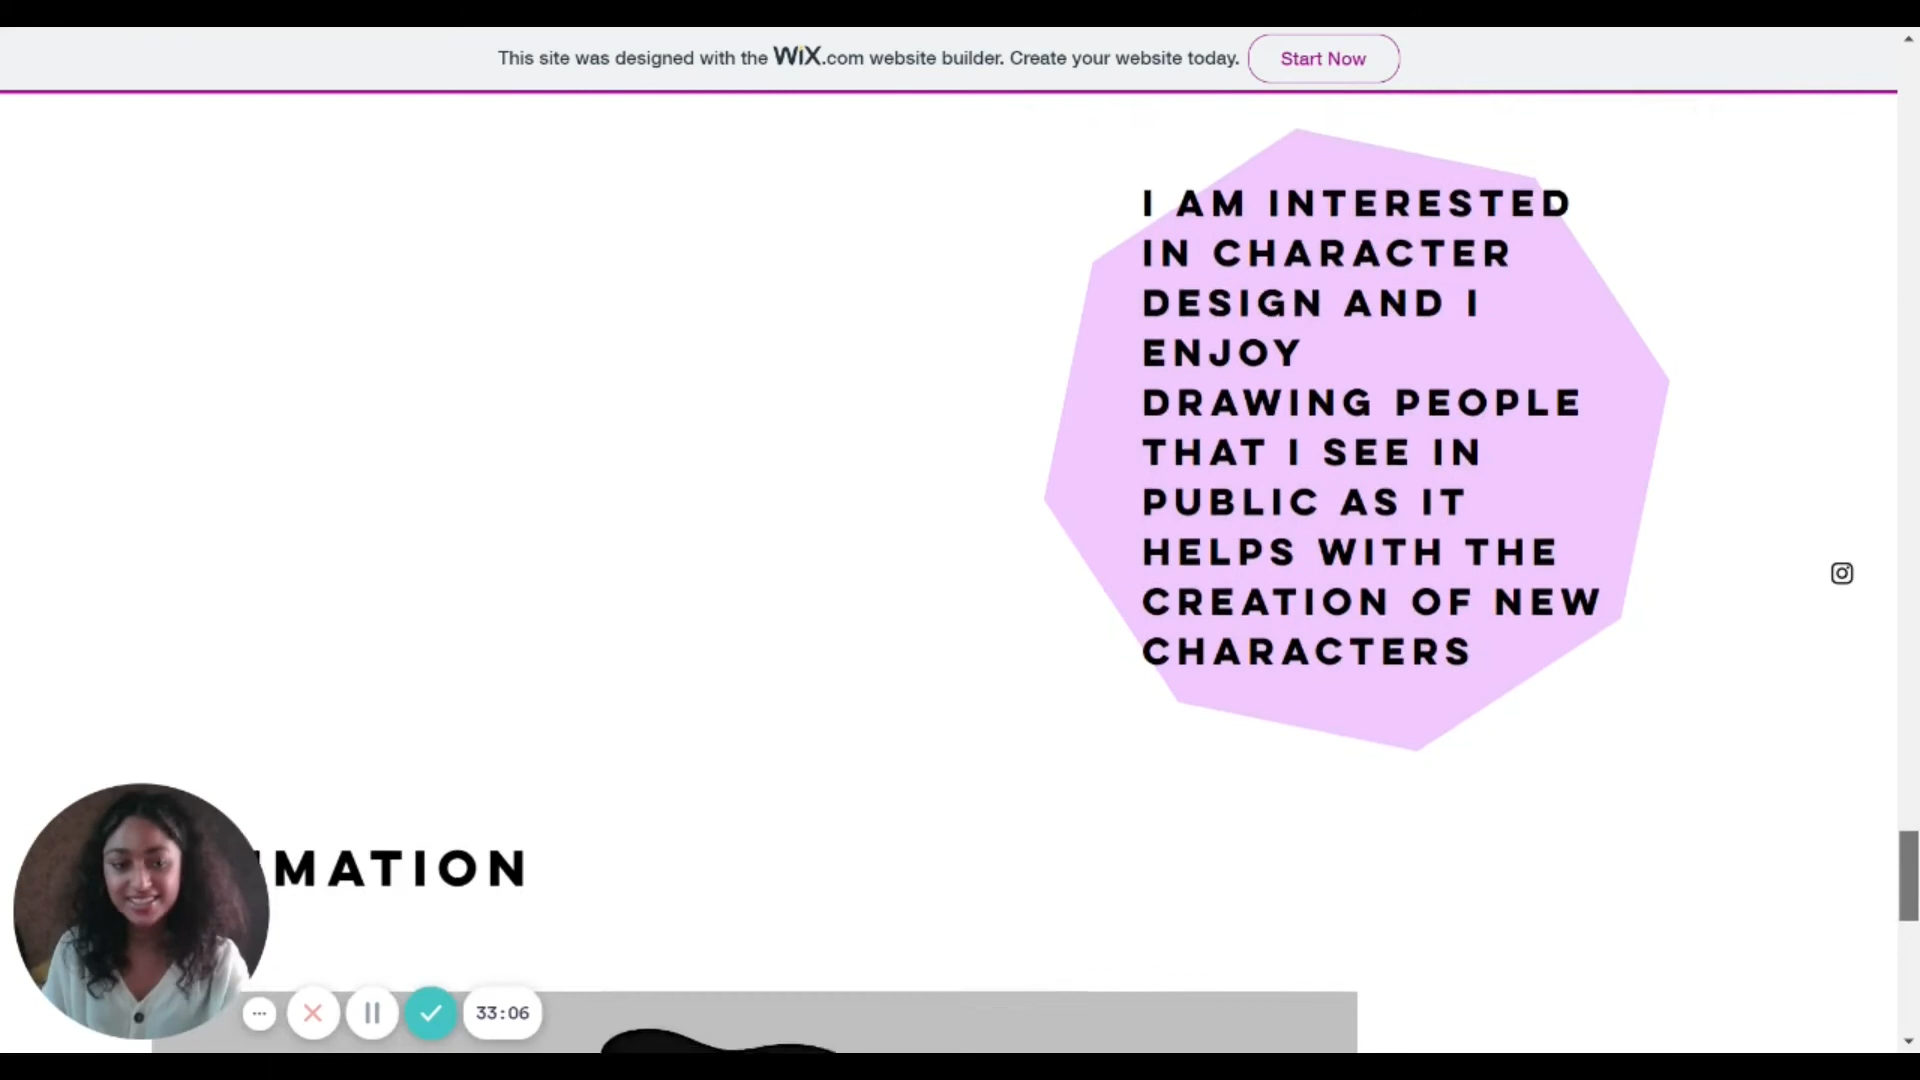 This site was designed with the WiX.com website builder. Create your website today. Start Now
I AM INTERESTED
IN CHARACTER
DESIGN AND I
ENJOY
DRAWING PEOPLE
THAT I SEE IN
PUBLIC AS IT
HELPS WITH THE
CREATION OF NEW
CHARACTERS
IMATION
33:06